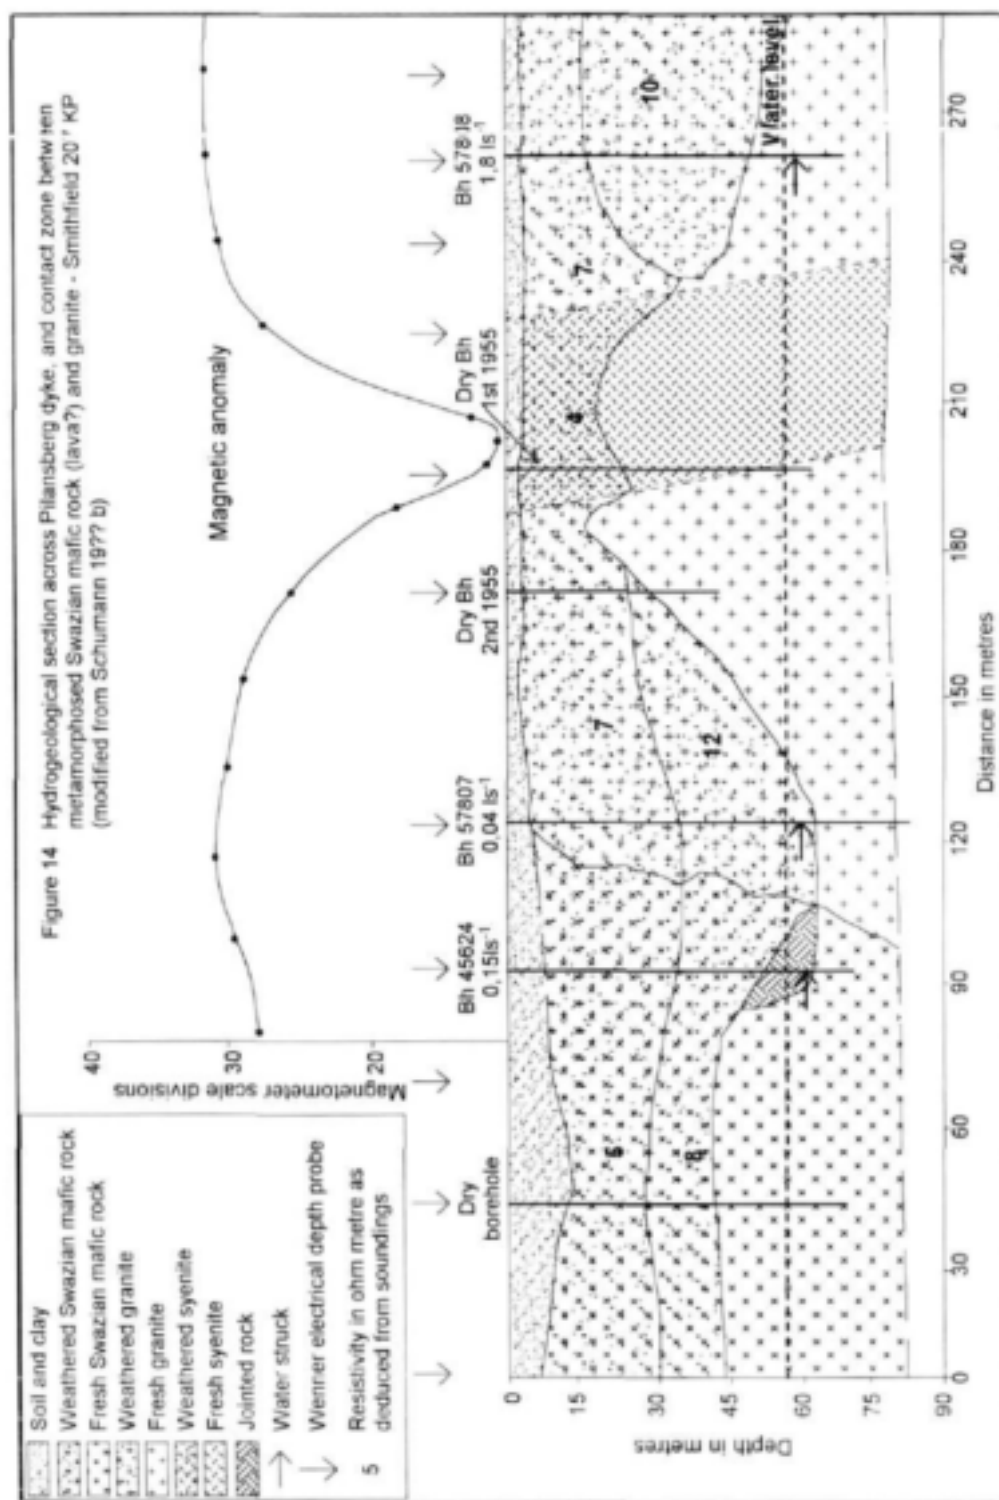 Figure 14 Hydrogeological section across Pilansberg dyke, and contact zone between
metamorphosed Swazian mafic rock (lava?) and granite - Smithfield 20 KP
(modified from Schumann 19?? b)
Soil and clay
Weathered Swazian mafic rock
Fresh Swazian mafic rock
Weathered granite
Fresh granite
Weathered syenite
Fresh syenite
Jointed rock
Water struck
Wenner electrical depth probe
5 Resistivity in ohm metre as
deduced from soundings
Magnetometer scale divisions
40
30
20
Magnetic anomaly
Dry
borehole
Bh 45624
0,15ls⁻¹
Bh 57807
0,04 ls⁻¹
Dry Bh
2nd 1955
Dry Bh
1st 1955
Bh 57808
1,8 ls⁻¹
Depth in metres
0
15
30
45
60
75
90
8
7
12
7
10
Water level
0
30
60
90
120
150
180
210
240
270
Distance in metres